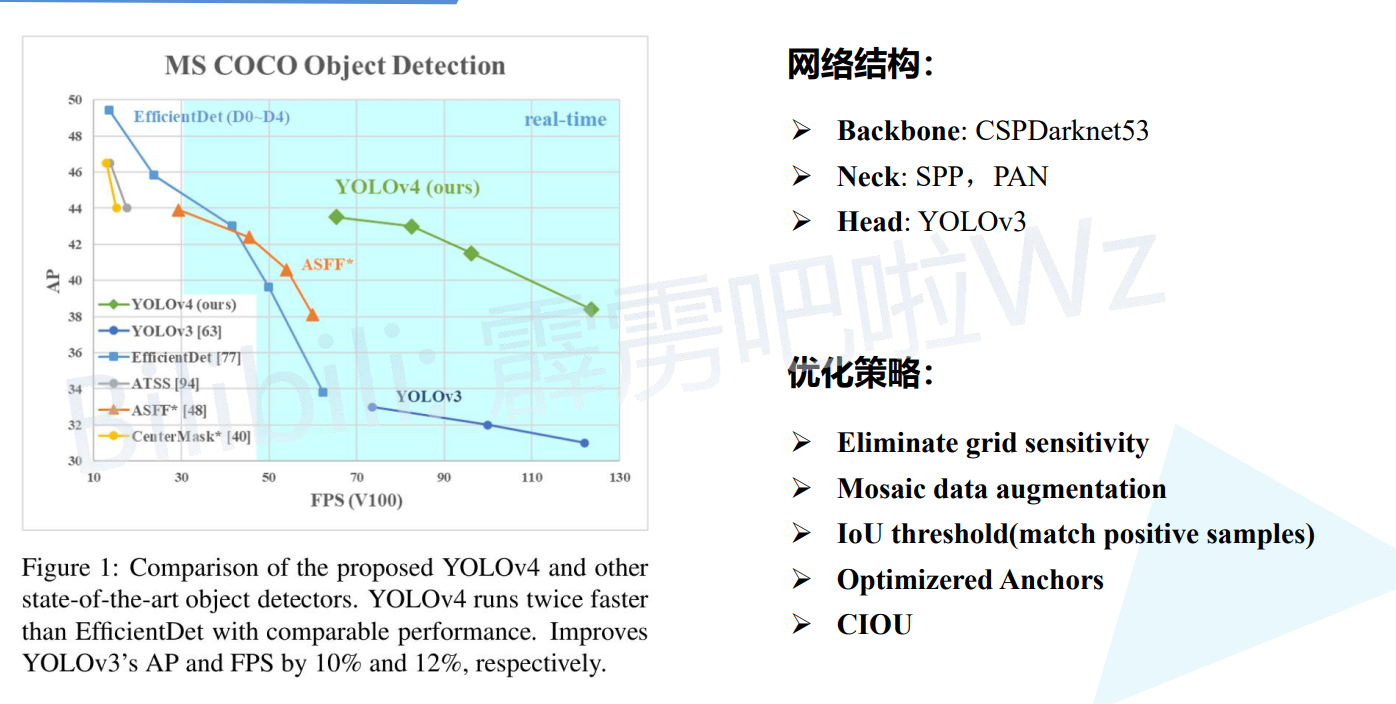 MS COCO Object Detection
50
48
46
44
42
40
38
36
34
32
30
AP
EfficientDet (D0~D4)
real-time
YOLOv4 (ours)
ASFF*
YOLOv3
YOLOv4 (ours)
YOLOv3 [63]
EfficientDet [77]
ATSS [94]
ASFF* [48]
CenterMask* [40]
10 30 50 70 90 110 130
FPS (V100)
Figure 1: Comparison of the proposed YOLOv4 and other
state-of-the-art object detectors. YOLOv4 runs twice faster
than EfficientDet with comparable performance. Improves
YOLOv3's AP and FPS by 10% and 12%, respectively.
网络结构：
➢ Backbone: CSPDarknet53
➢ Neck: SPP，PAN
➢ Head: YOLOv3
优化策略：
➢ Eliminate grid sensitivity
➢ Mosaic data augmentation
➢ IoU threshold(match positive samples)
➢ Optimizered Anchors
➢ CIOU
Bilibili: 霹雳吧啦Wz